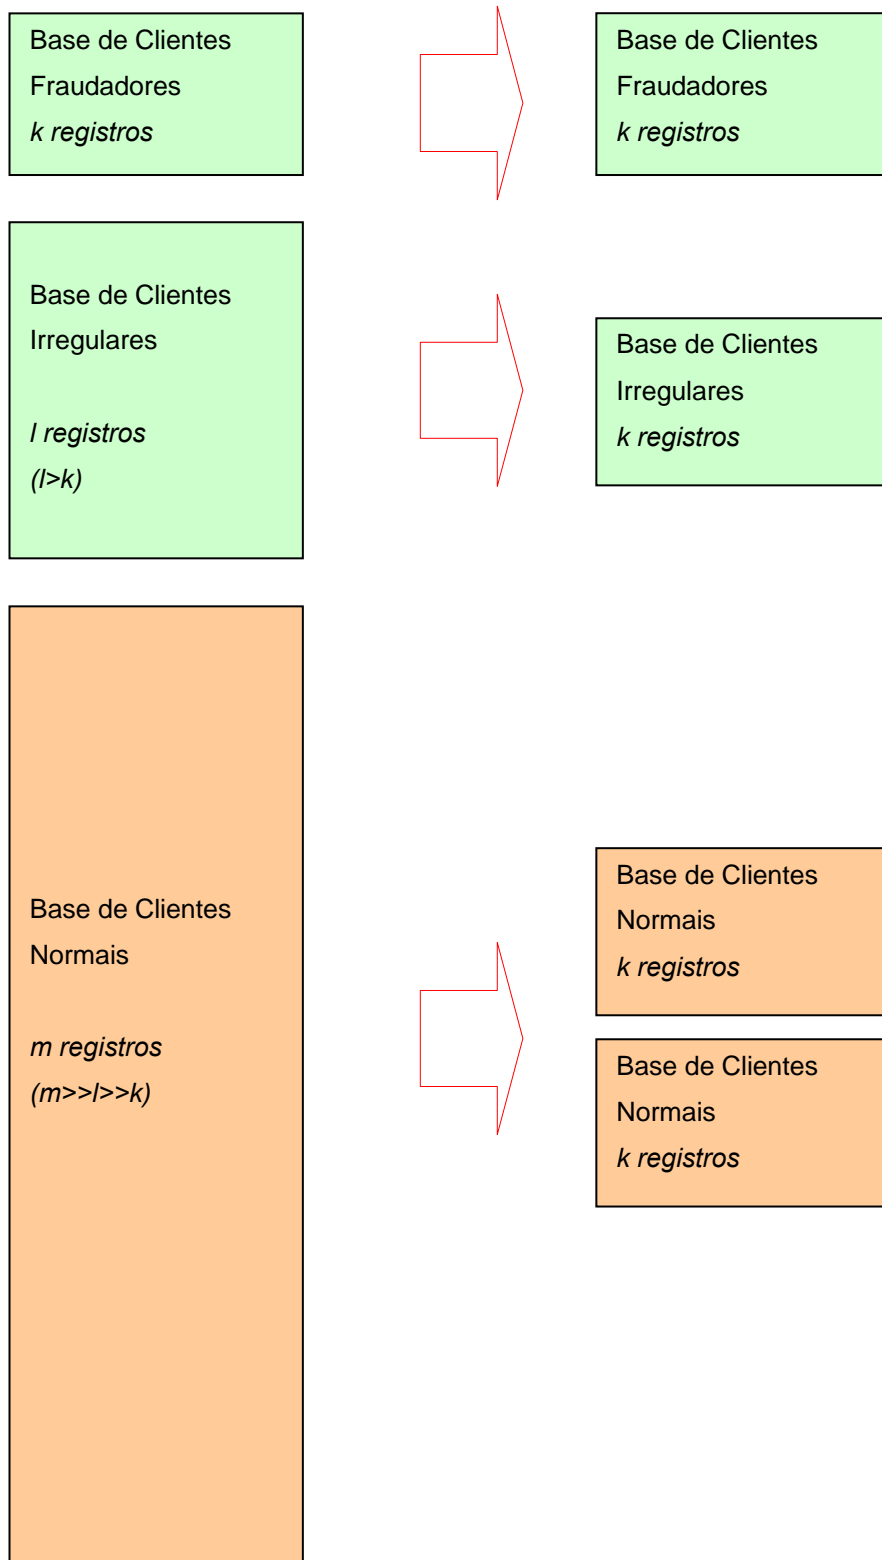 Base de Clientes
Fraudadores
k registros
Base de Clientes
Fraudadores
k registros
Base de Clientes
Irregulares
l registros
(l>k)
Base de Clientes
Irregulares
k registros
Base de Clientes
Normais
m registros
(m>>l>>k)
Base de Clientes
Normais
k registros
Base de Clientes
Normais
k registros